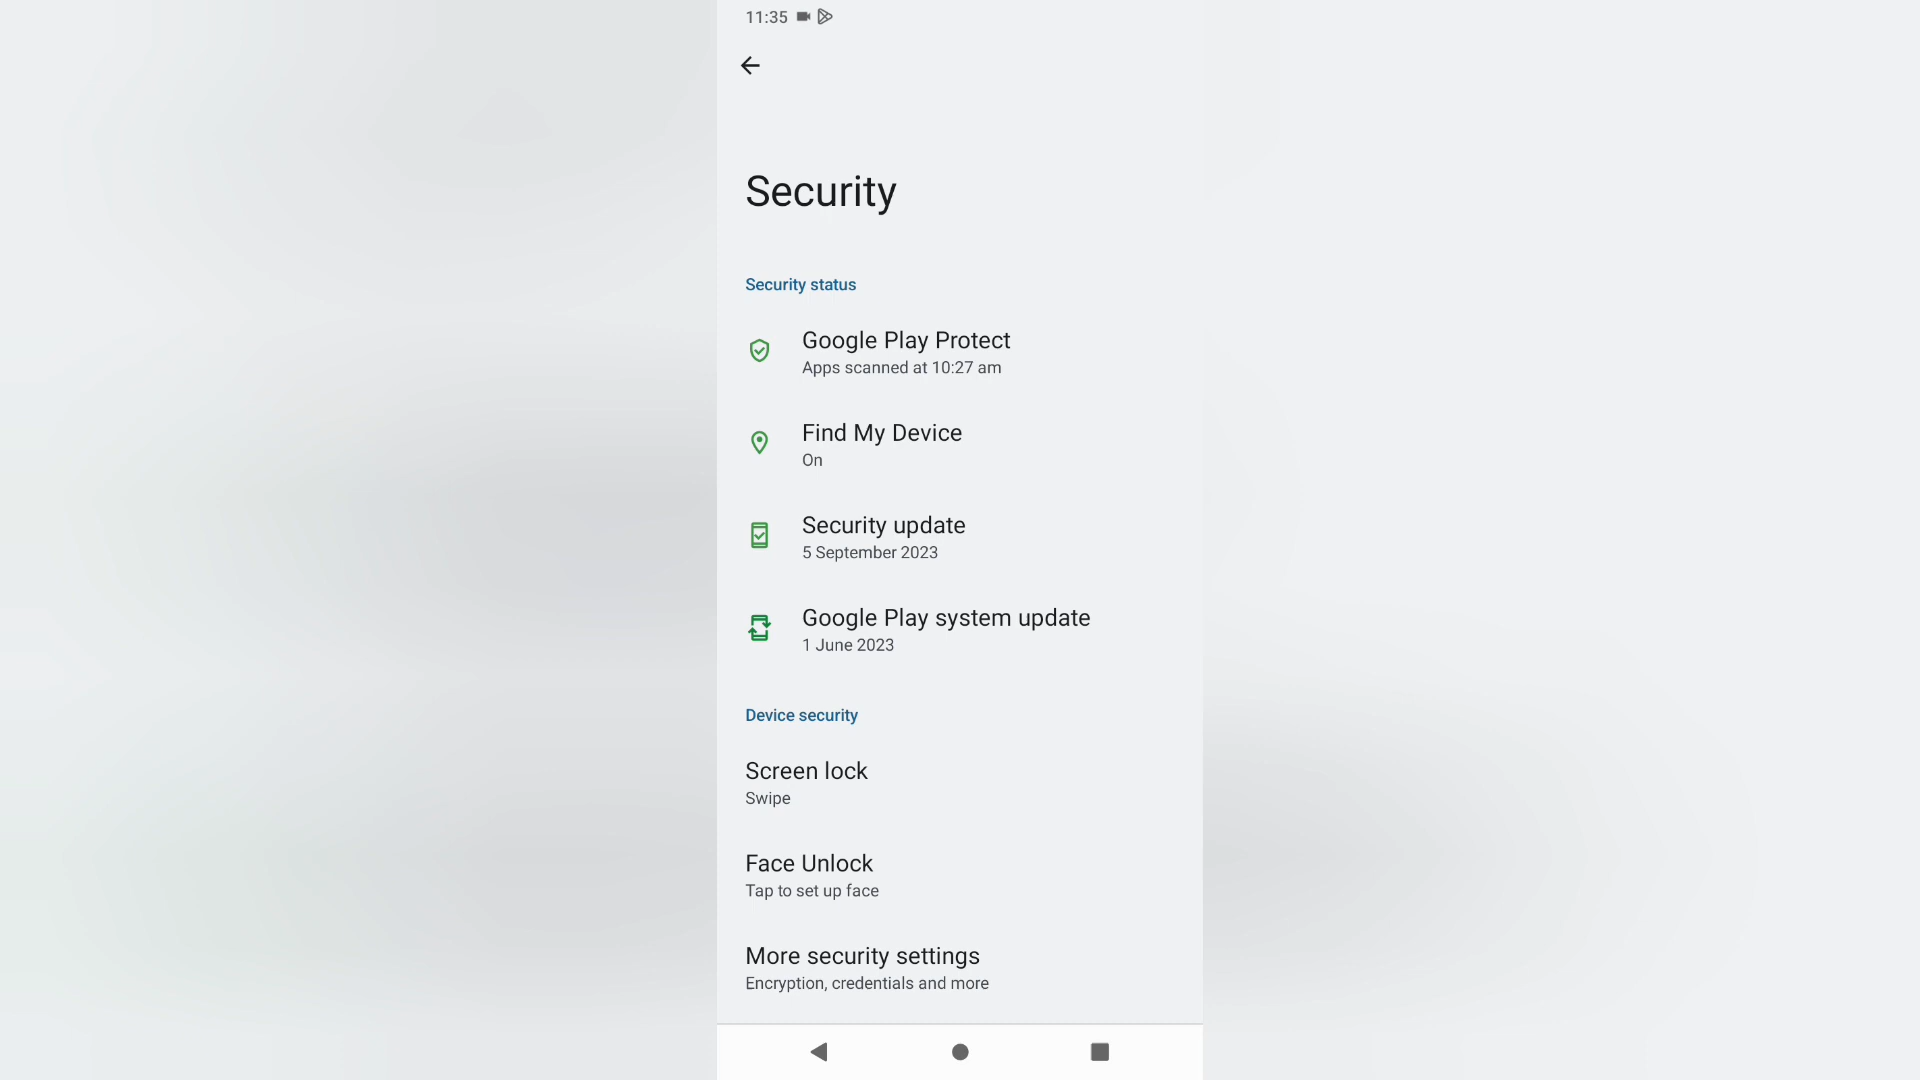 11:35
Security
Security status
Google Play Protect
Apps scanned at 10:27 am
Find My Device
On
Security update
5 September 2023
Google Play system update
1 June 2023
Device security
Screen lock
Swipe
Face Unlock
Tap to set up face
More security settings
Encryption, credentials and more